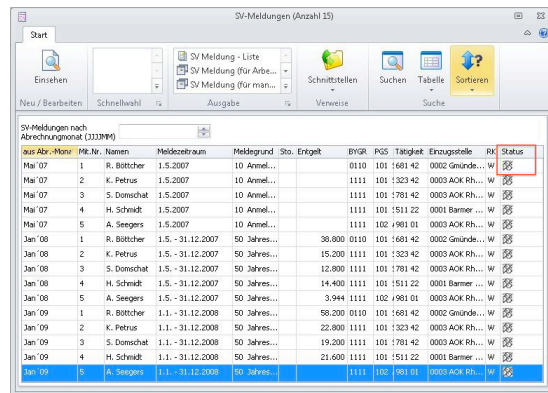 SV-Meldungen (Anzahl 15)
Start
Einsehen
SV Meldung - Liste
SV Meldung (für Arbe...
SV Meldung (für man...
Schnittstellen
Suchen
Tabelle
Sortieren
Neu / Bearbeiten
Schnellwahl
Ausgabe
Verweise
Suche
SV-Meldungen nach
Abrechnungmonat (JJJJMM)
aus Abr.-Mona Mit.Nr. Namen Meldezeitraum Meldegrund Sto. Entgelt BYGR PGS Tätigkeit Einzugsstelle RK Status
Mai´07 1 R. Böttcher 1.5.2007 10 Anmel... 0110 101 681 42 0002 Gmünde... W
Mai´07 2 K. Petrus 1.5.2007 10 Anmel... 1111 101 323 42 0003 AOK Rh... W
Mai´07 3 S. Domschat 1.5.2007 10 Anmel... 1111 101 781 42 0003 AOK Rh... W
Mai´07 4 H. Schmidt 1.5.2007 10 Anmel... 1111 101 511 22 0001 Barmer ... W
Mai´07 5 A. Seegers 1.5.2007 10 Anmel... 1111 102 981 01 0003 AOK Rh... W
Jan´08 1 R. Böttcher 1.5. - 31.12.2007 50 Jahres... 38.800 0110 101 681 42 0002 Gmünde... W
Jan´08 2 K. Petrus 1.5. - 31.12.2007 50 Jahres... 15.200 1111 101 323 42 0003 AOK Rh... W
Jan´08 3 S. Domschat 1.5. - 31.12.2007 50 Jahres... 12.800 1111 101 781 42 0003 AOK Rh... W
Jan´08 4 H. Schmidt 1.5. - 31.12.2007 50 Jahres... 14.400 1111 101 511 22 0001 Barmer ... W
Jan´08 5 A. Seegers 1.5. - 31.12.2007 50 Jahres... 3.944 1111 102 981 01 0003 AOK Rh... W
Jan´09 1 R. Böttcher 1.1. - 31.12.2008 50 Jahres... 58.200 0110 101 681 42 0002 Gmünde... W
Jan´09 2 K. Petrus 1.1. - 31.12.2008 50 Jahres... 22.800 1111 101 323 42 0003 AOK Rh... W
Jan´09 3 S. Domschat 1.1. - 31.12.2008 50 Jahres... 19.200 1111 101 781 42 0003 AOK Rh... W
Jan´09 4 H. Schmidt 1.1. - 31.12.2008 50 Jahres... 21.600 1111 101 511 22 0001 Barmer ... W
Jan´09 5 A. Seegers 1.1. - 31.12.2008 50 Jahres... 1111 102 981 01 0003 AOK Rh... W